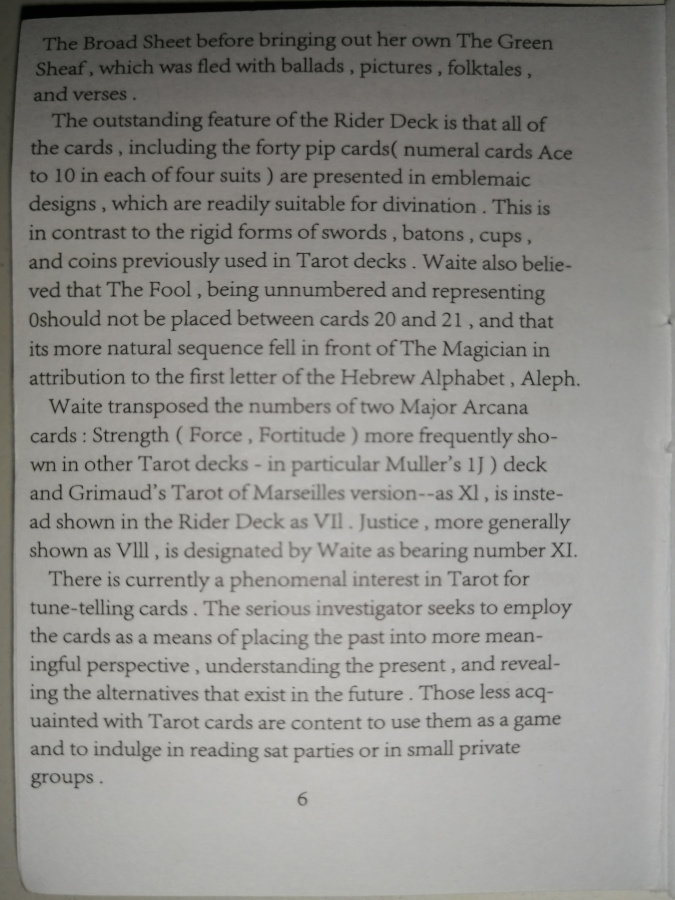 The Broad Sheet before bringing out her own The Green
Sheaf , which was fled with ballads , pictures , folktales ,
and verses .
The outstanding feature of the Rider Deck is that all of
the cards , including the forty pip cards( numeral cards Ace
to 10 in each of four suits ) are presented in emblemaic
designs , which are readily suitable for divination . This is
in contrast to the rigid forms of swords , batons , cups ,
and coins previously used in Tarot decks . Waite also belie-
ved that The Fool , being unnumbered and representing
0should not be placed between cards 20 and 21 , and that
its more natural sequence fell in front of The Magician in
attribution to the first letter of the Hebrew Alphabet , Aleph.
Waite transposed the numbers of two Major Arcana
cards : Strength ( Force , Fortitude ) more frequently sho-
wn in other Tarot decks - in particular Muller's 1J ) deck
and Grimaud's Tarot of Marseilles version--as Xl , is inste-
ad shown in the Rider Deck as VIl . Justice , more generally
shown as Vlll , is designated by Waite as bearing number XI.
There is currently a phenomenal interest in Tarot for
tune-telling cards . The serious investigator seeks to employ
the cards as a means of placing the past into more mean-
ingful perspective , understanding the present , and reveal-
ing the alternatives that exist in the future . Those less acq-
uainted with Tarot cards are content to use them as a game
and to indulge in reading sat parties or in small private
groups .
6